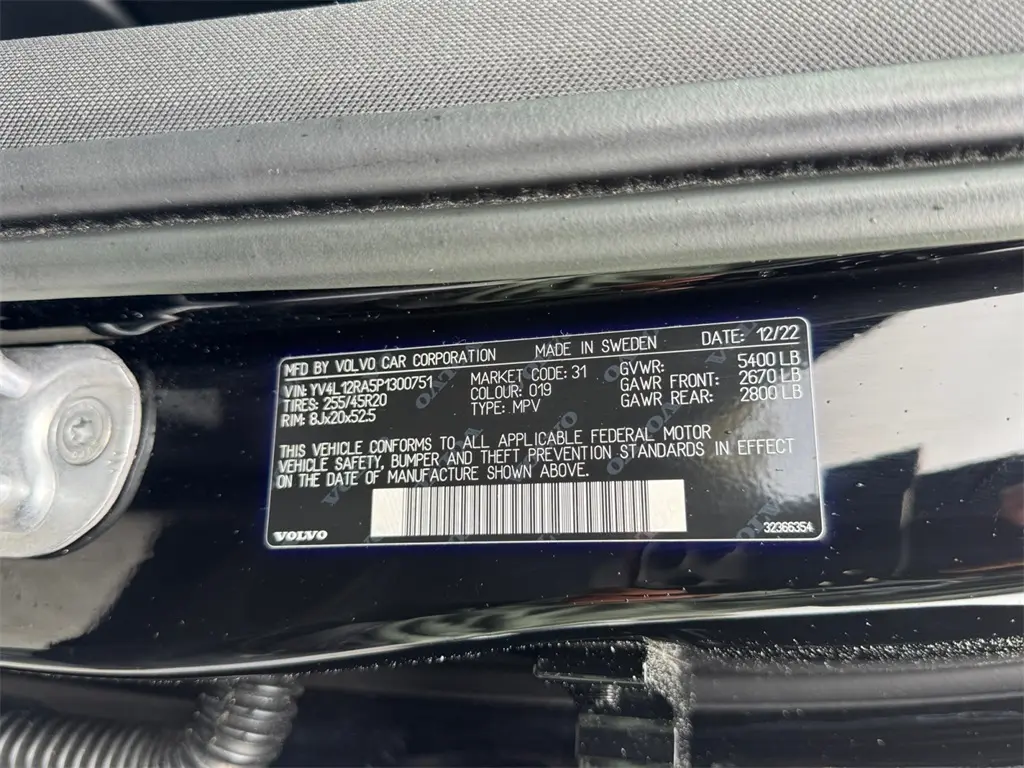 MFD BY VOLVO CAR CORPORATION MADE IN SWEDEN DATE: 12/22
VIN: YV4L12RA5P1300751 MARKET CODE: 31 GVWR: 5400 LB
TIRES: 255/45R20 COLOUR: 019 GAWR FRONT: 2670 LB
RIM: 8Jx20x52.5 TYPE: MPV GAWR REAR: 2800 LB
THIS VEHICLE CONFORMS TO ALL APPLICABLE FEDERAL MOTOR
VEHICLE SAFETY, BUMPER AND THEFT PREVENTION STANDARDS IN EFFECT
ON THE DATE OF MANUFACTURE SHOWN ABOVE.
VOLVO 32366354